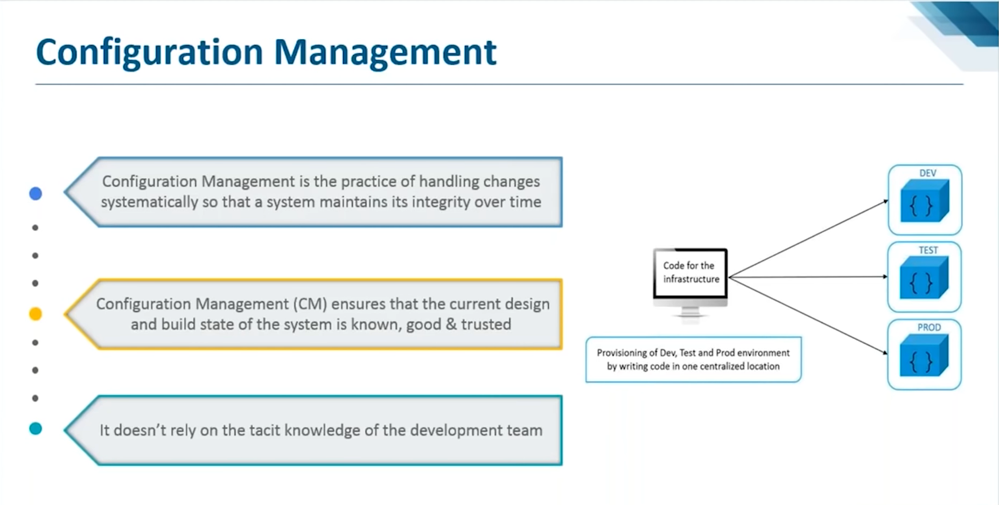 Configuration Management
Configuration Management is the practice of handling changes
systematically so that a system maintains its integrity over time
Configuration Management (CM) ensures that the current design
and build state of the system is known, good & trusted
It doesn’t rely on the tacit knowledge of the development team
Code for the
infrastructure
Provisioning of Dev, Test and Prod environment
by writing code in one centralized location
DEV
{ }
TEST
{ }
PROD
{ }